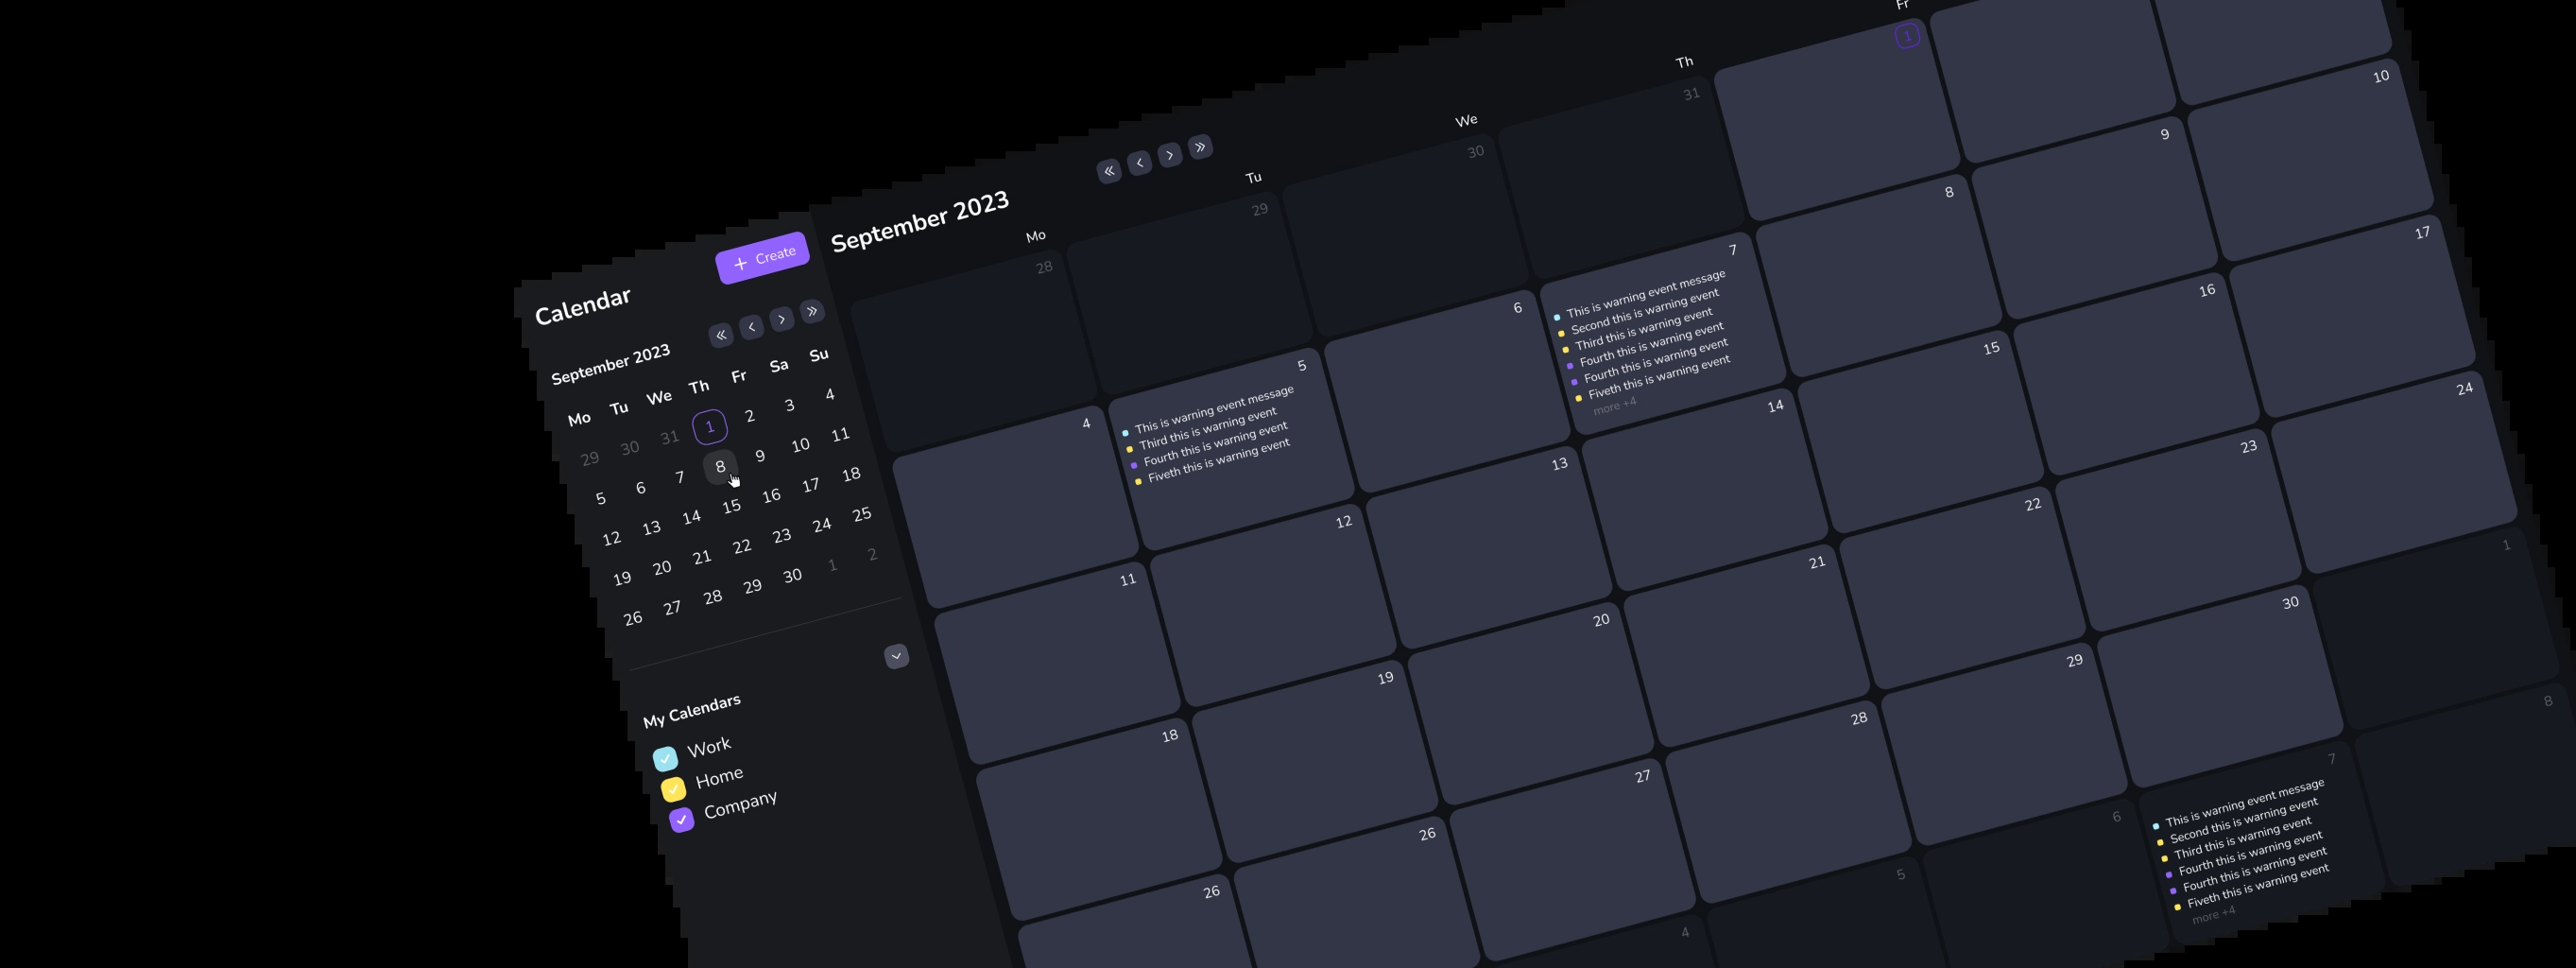 Calendar
+ Create
September 2023
Mo Tu We Th Fr Sa Su
29 30 31 1 2 3 4
5 6 7 8 9 10 11
12 13 14 15 16 17 18
19 20 21 22 23 24 25
26 27 28 29 30 1 2
My Calendars
Work
Home
Company
September 2023
Mo Tu We Th Fr
28 29 30 31 1
4 5 6 7 8 9 10
This is warning event message
Third this is warning event
Fourth this is warning event
Fiveth this is warning event
This is warning event message
Second this is warning event
Third this is warning event
Fourth this is warning event
Fourth this is warning event
Fiveth this is warning event
more +4
11 12 13 14 15 16 17
18 19 20 21 22 23 24
26 26 27 28 29 30 1
4 5 6 7 8
This is warning event message
Second this is warning event
Third this is warning event
Fourth this is warning event
Fourth this is warning event
Fiveth this is warning event
more +4